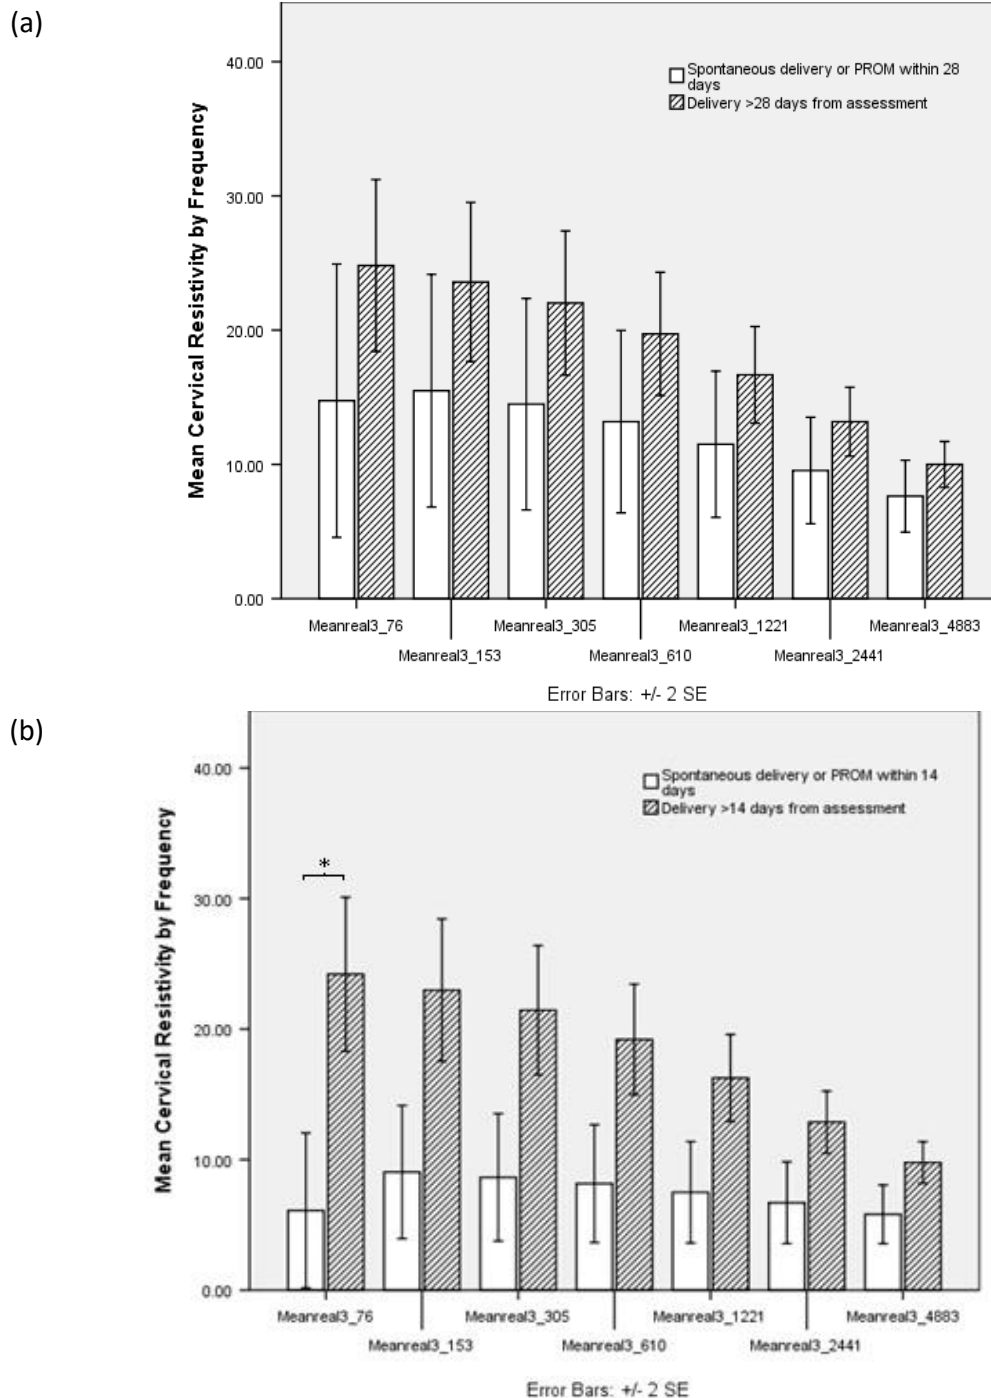 (a)
Mean Cervical Resistivity by Frequency
40.00
30.00
20.00
10.00
0.00
Spontaneous delivery or PROM within 28
days
Delivery >28 days from assessment
Meanreal3_76
Meanreal3_305
Meanreal3_1221
Meanreal3_4883
Meanreal3_153
Meanreal3_610
Meanreal3_2441
Error Bars: +/- 2 SE
(b)
Mean Cervical Resistivity by Frequency
40.00
30.00
20.00
10.00
0.00
Spontaneous delivery or PROM within 14
days
Delivery >14 days from assessment
*
Meanreal3_76
Meanreal3_305
Meanreal3_1221
Meanreal3_4883
Meanreal3_153
Meanreal3_610
Meanreal3_2441
Error Bars: +/- 2 SE